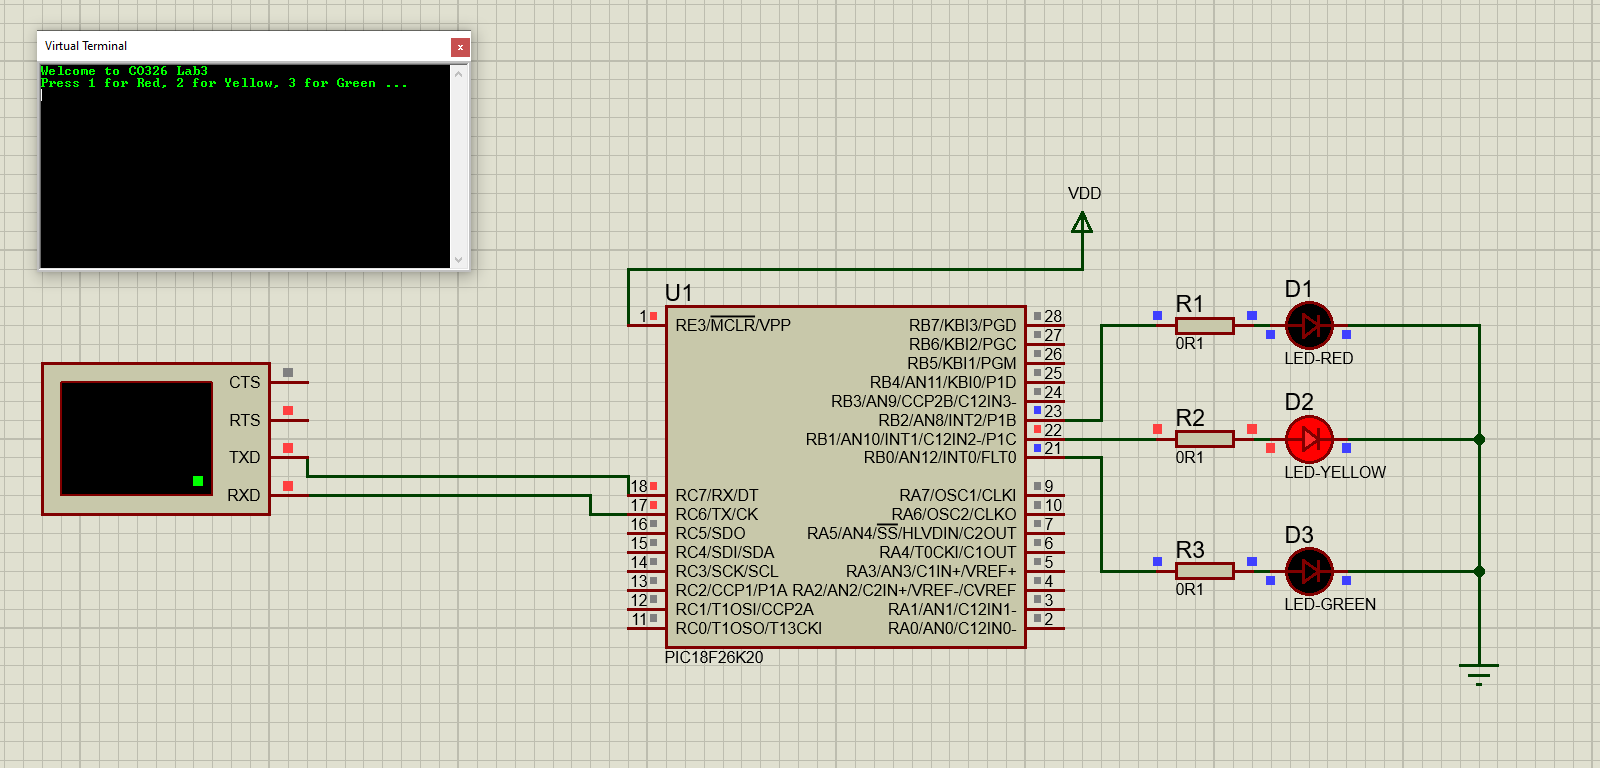 Virtual Terminal
x
Welcome to CO326 Lab3
Press 1 for Red, 2 for Yellow, 3 for Green ...
VDD
U1
1 RE3/MCLR/VPP
RB7/KBI3/PGD 28
RB6/KBI2/PGC 27
RB5/KBI1/PGM 26
RB4/AN11/KBI0/P1D 25
RB3/AN9/CCP2B/C12IN3- 24
RB2/AN8/INT2/P1B 23
RB1/AN10/INT1/C12IN2-/P1C 22
RB0/AN12/INT0/FLT0 21
18 RC7/RX/DT RA7/OSC1/CLKI 9
17 RC6/TX/CK RA6/OSC2/CLKO 10
16 RC5/SDO RA5/AN4/SS/HLVDIN/C2OUT 7
15 RC4/SDI/SDA RA4/T0CKI/C1OUT 6
14 RC3/SCK/SCL RA3/AN3/C1IN+/VREF+ 5
13 RC2/CCP1/P1A RA2/AN2/C2IN+/VREF-/CVREF 4
12 RC1/T1OSI/CCP2A RA1/AN1/C12IN1- 3
11 RC0/T1OSO/T13CKI RA0/AN0/C12IN0- 2
PIC18F26K20
CTS
RTS
TXD
RXD
R1
0R1
D1
LED-RED
R2
0R1
D2
LED-YELLOW
R3
0R1
D3
LED-GREEN